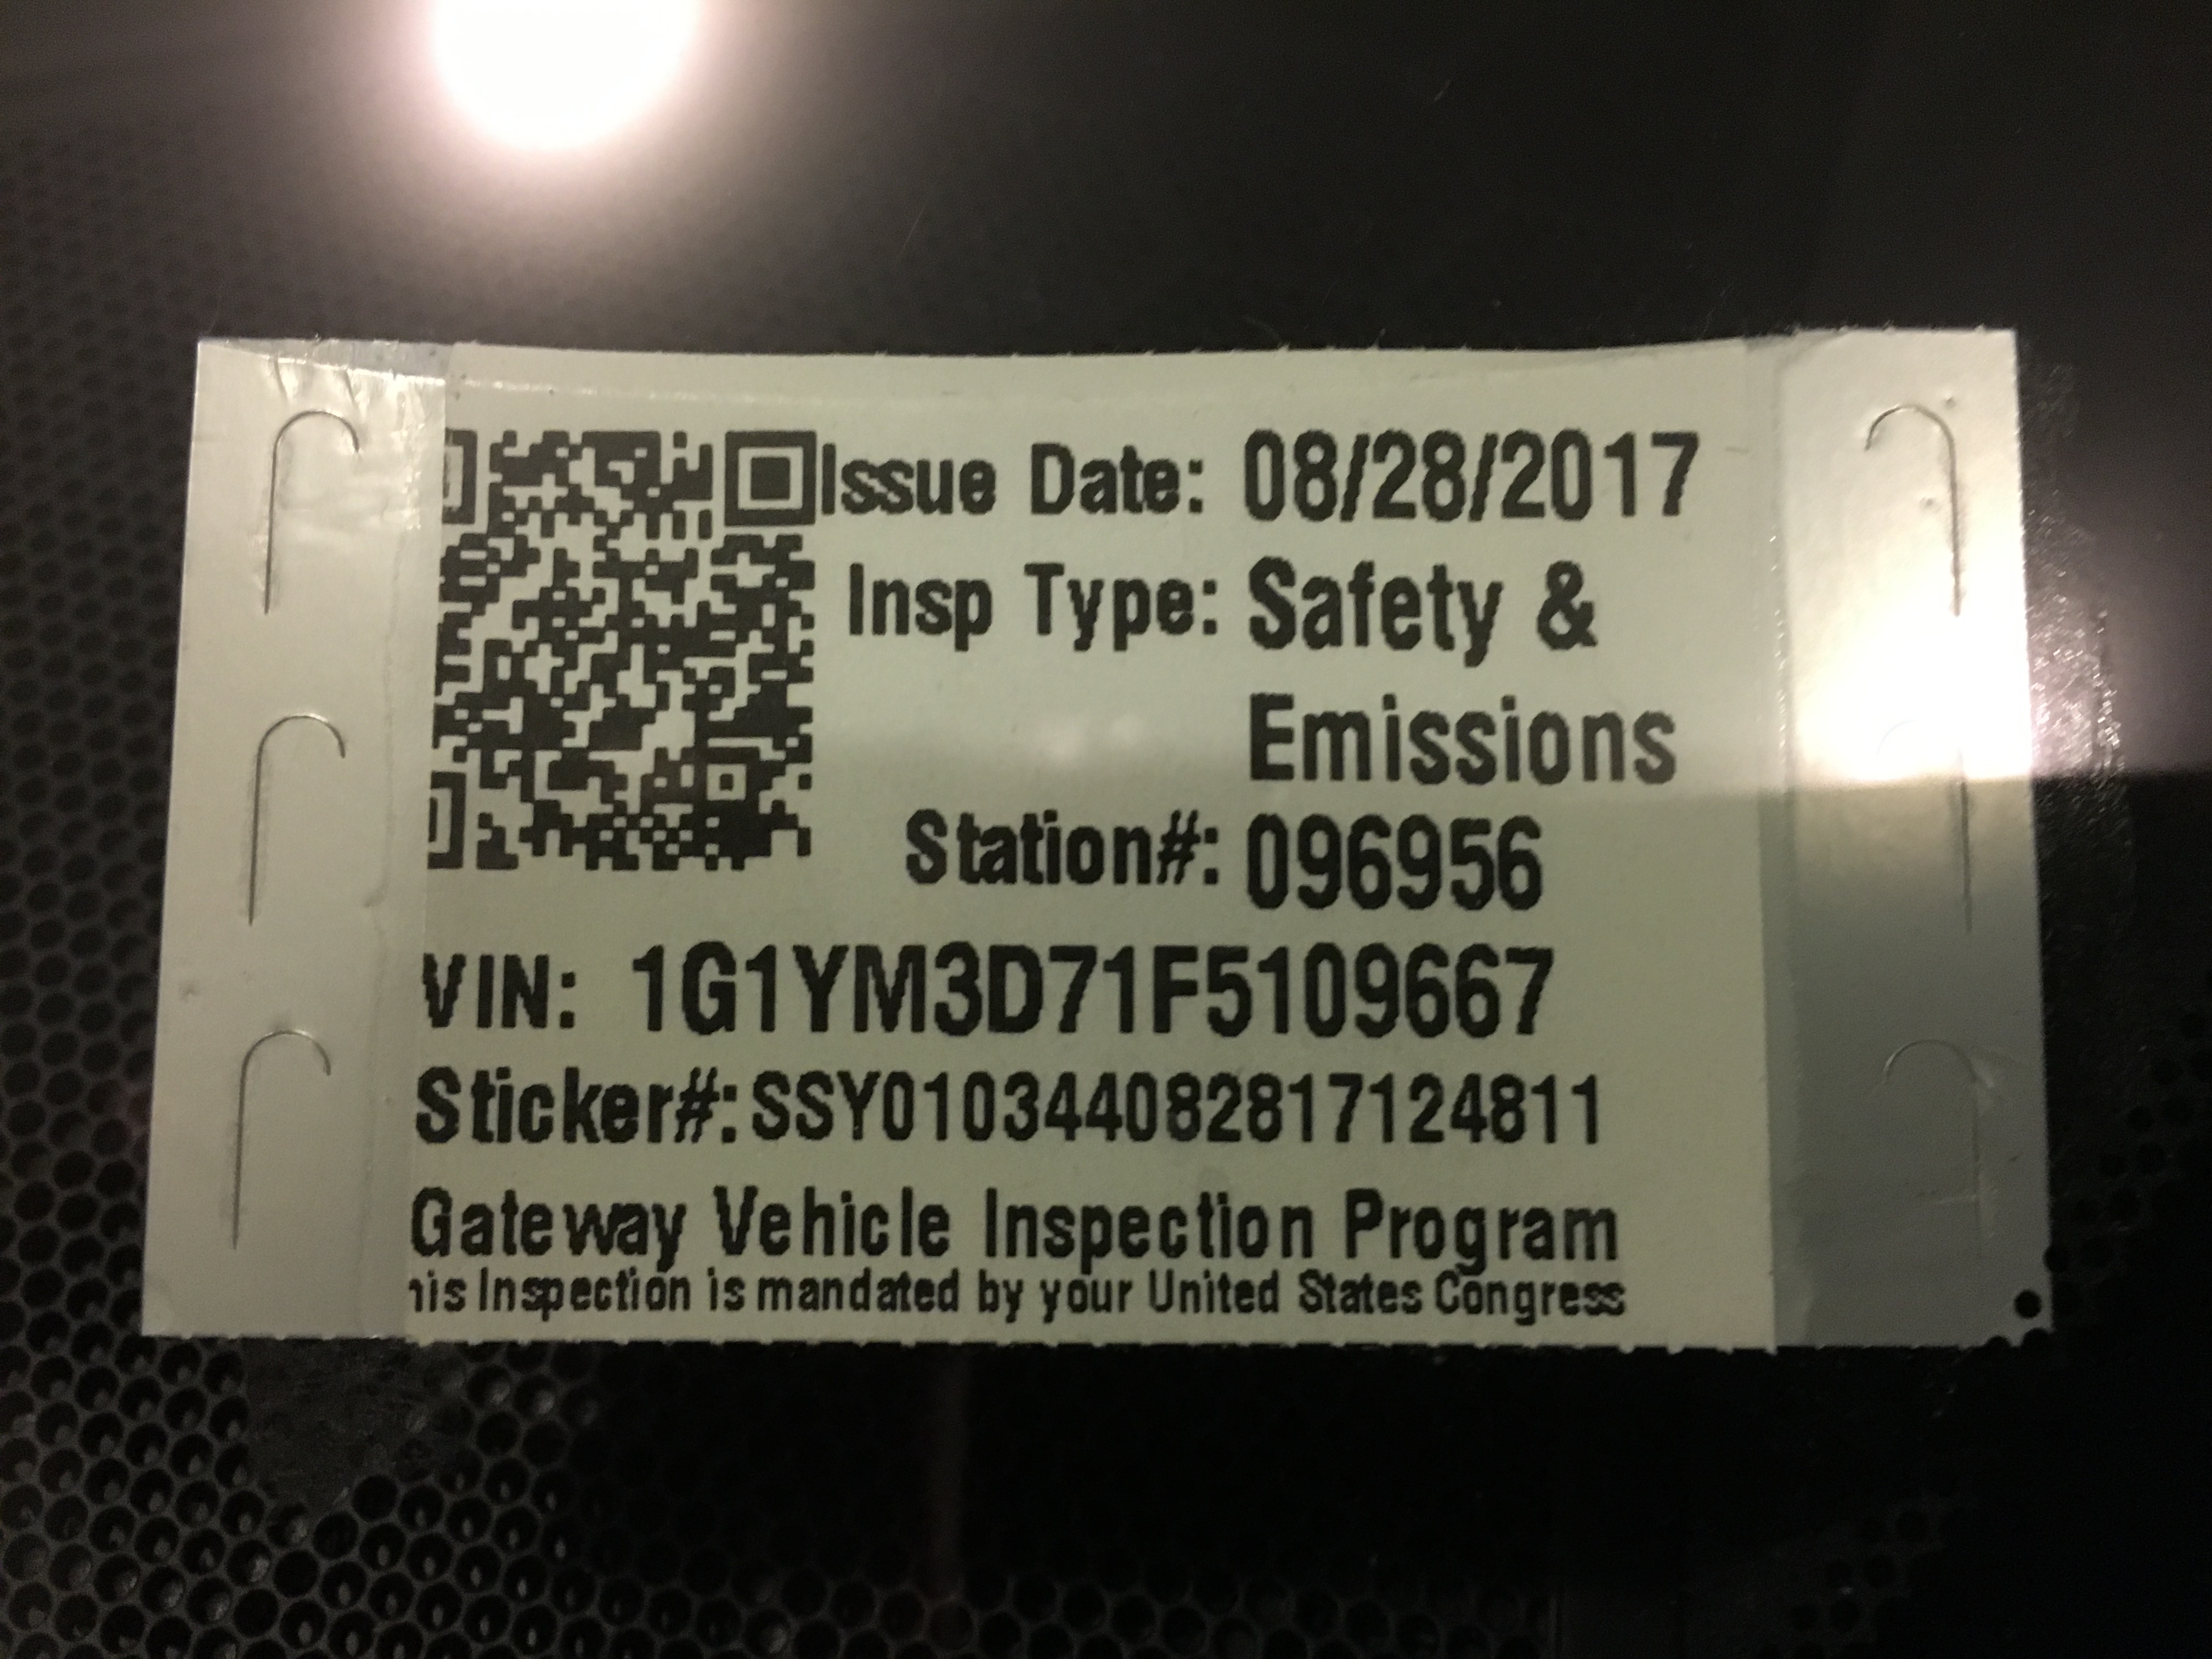 Issue Date: 08/28/2017
Insp Type: Safety &
Emissions
Station#: 096956
VIN: 1G1YM3D71F5109667
Sticker#:SSY010344082817124811
Gateway Vehicle Inspection Program
his Inspection is mandated by your United States Congress